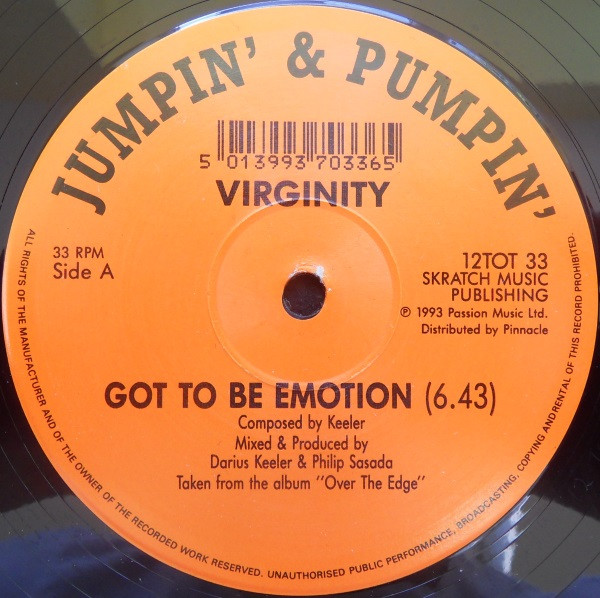 JUMPIN' & PUMPIN'
5 013993 703365
VIRGINITY
33 RPM
Side A
12TOT 33
SKRATCH MUSIC
PUBLISHING
℗ 1993 Passion Music Ltd.
Distributed by Pinnacle
GOT TO BE EMOTION (6.43)
Composed by Keeler
Mixed & Produced by
Darius Keeler & Philip Sasada
Taken from the album "Over The Edge"
ALL RIGHTS OF THE MANUFACTURER AND OF THE OWNER OF THE RECORDED WORK RESERVED. UNAUTHORISED PUBLIC PERFORMANCE, BROADCASTING, COPYING ANDRENTAL OF THIS RECORD PROHIBITED.